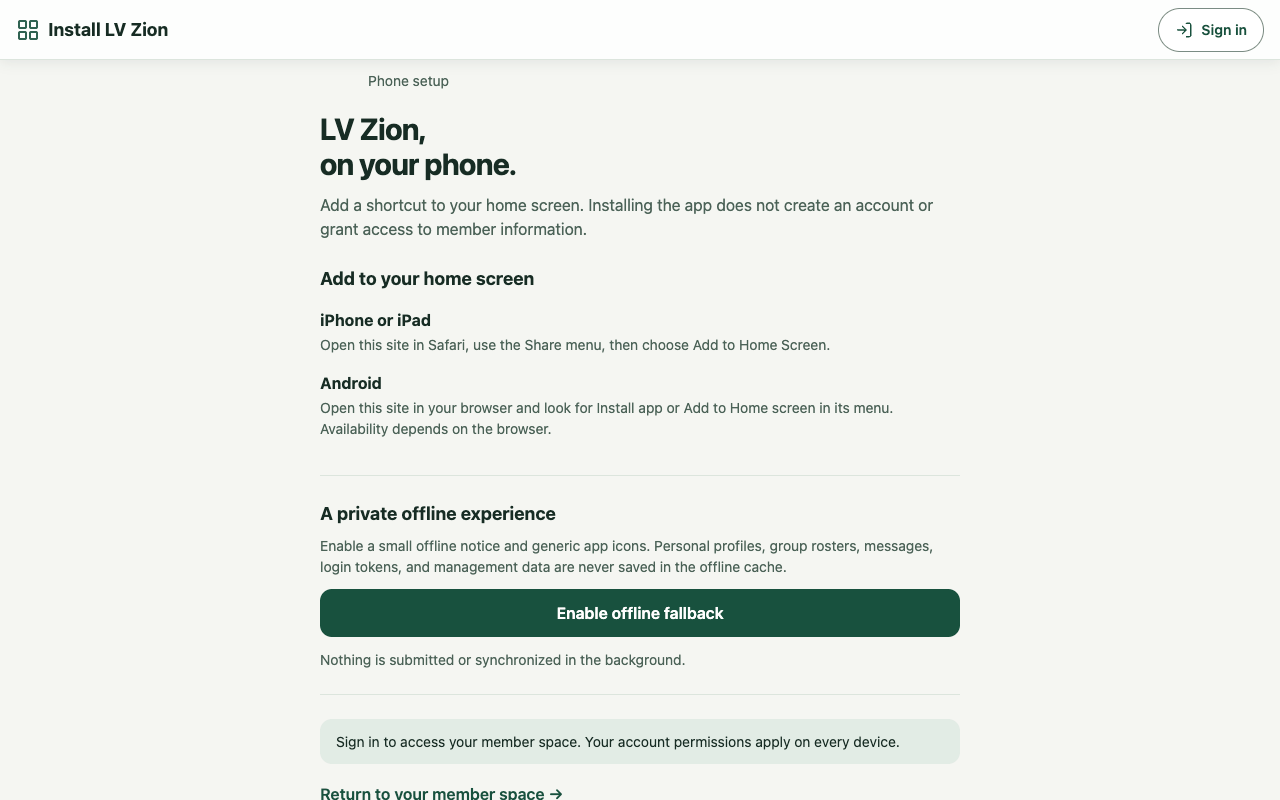 Install LV Zion
Sign in
Phone setup
LV Zion,
on your phone.
Add a shortcut to your home screen. Installing the app does not create an account or
grant access to member information.
Add to your home screen
iPhone or iPad
Open this site in Safari, use the Share menu, then choose Add to Home Screen.
Android
Open this site in your browser and look for Install app or Add to Home screen in its menu.
Availability depends on the browser.
A private offline experience
Enable a small offline notice and generic app icons. Personal profiles, group rosters, messages,
login tokens, and management data are never saved in the offline cache.
Enable offline fallback
Nothing is submitted or synchronized in the background.
Sign in to access your member space. Your account permissions apply on every device.
Return to your member space →